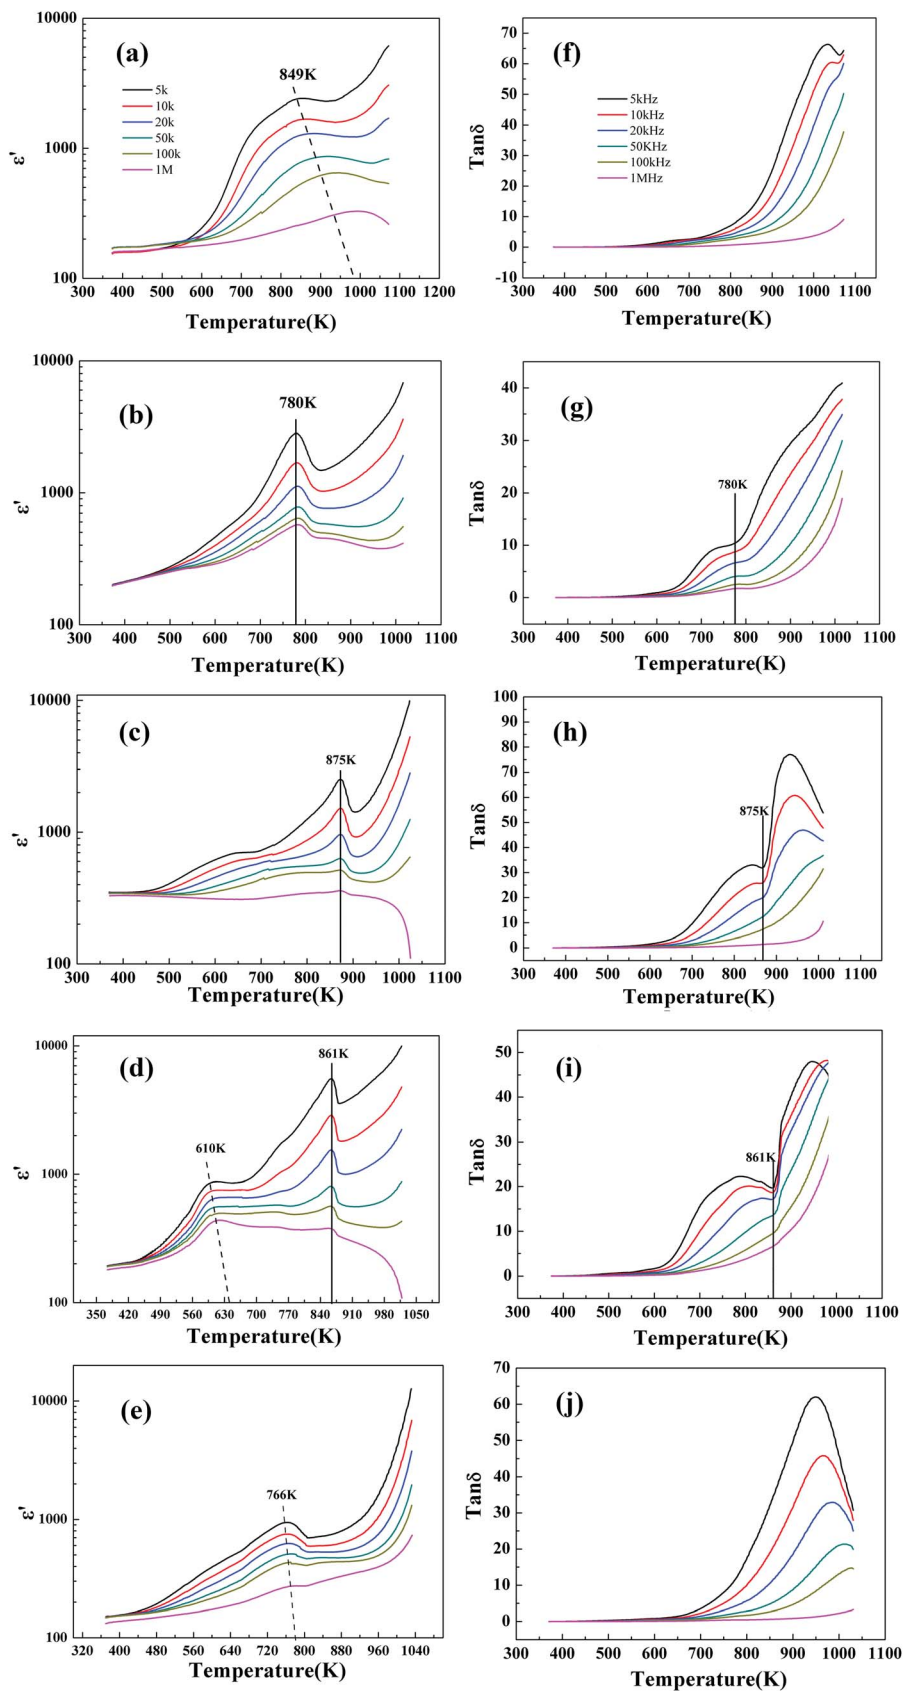 (a)
849K
5k
10k
20k
50k
100k
1M
10000
1000
100
ε'
300 400 500 600 700 800 900 1000 1100 1200
Temperature(K)
(f)
5kHz
10kHz
20kHz
50KHz
100kHz
1MHz
70
60
50
40
30
20
10
0
-10
Tanδ
300 400 500 600 700 800 900 1000 1100
Temperature(K)
(b)
780K
10000
1000
100
ε'
300 400 500 600 700 800 900 1000 1100
Temperature(K)
(g)
780K
40
30
20
10
0
Tanδ
300 400 500 600 700 800 900 1000 1100
Temperature(K)
(c)
875K
10000
1000
100
ε'
300 400 500 600 700 800 900 1000 1100
Temperature(K)
(h)
875K
100
90
80
70
60
50
40
30
20
10
0
Tanδ
300 400 500 600 700 800 900 1000 1100
Temperature(K)
(d)
861K
610K
10000
1000
100
ε'
350 420 490 560 630 700 770 840 910 980 1050
Temperature(K)
(i)
861K
50
40
30
20
10
0
Tanδ
300 400 500 600 700 800 900 1000 1100
Temperature(K)
(e)
766K
10000
1000
100
ε'
320 400 480 560 640 720 800 880 960 1040
Temperature(K)
(j)
70
60
50
40
30
20
10
0
Tanδ
300 400 500 600 700 800 900 1000 1100
Temperature(K)